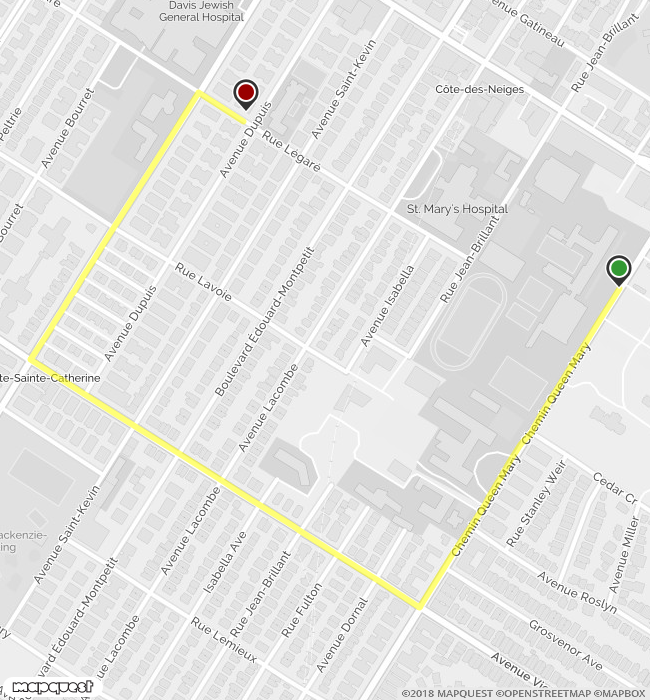 Davis Jewish
General Hospital
enue Gatineau
Rue Jean-Brillant
Côte-des-Neiges
Avenue Saint-Kevin
Peltrie
Avenue Bourret
Avenue Dupuis
Rue Légaré
St. Mary's Hospital
Bourret
Rue Jean-Brillant
Rue Lavoie
Avenue Isabella
Avenue Dupuis
Boulevard Édouard-Montpetit
Chemin Queen Mary
te-Sainte-Catherine
Avenue Lacombe
Chemin Queen Mary
Rue Stanley Weir
Cedar Cr
Avenue Lacombe
Avenue Saint-Kevin
ackenzie-
ing
Isabella Ave
Avenue Miller
Rue Jean-Brillant
Avenue Roslyn
Rue Fulton
ulevard Édouard-Montpetit
Avenue Dornal
Grosvenor Ave
Rue Lemieux
Avenue Lacombe
Avenue Vi
mapquest
©2018 MAPQUEST ©OPENSTREETMAP ©MAPBOX